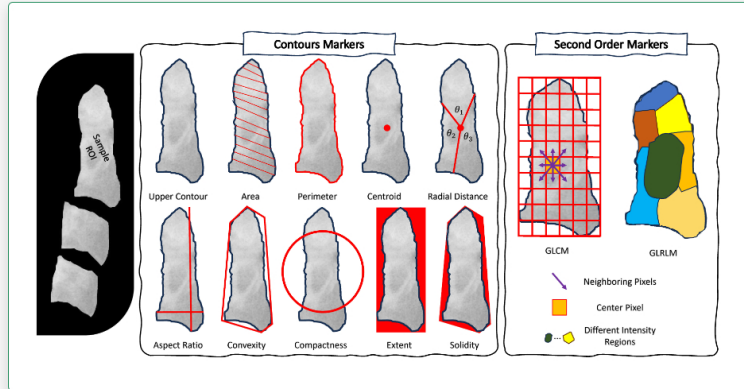 Contours Markers
Second Order Markers
Sample
ROI
θ1
θ2 θ3
Upper Contour Area Perimeter Centroid Radial Distance
GLCM GLRLM
Neighboring Pixels
Center Pixel
Different Intensity
Regions
Aspect Ratio Convexity Compactness Extent Solidity